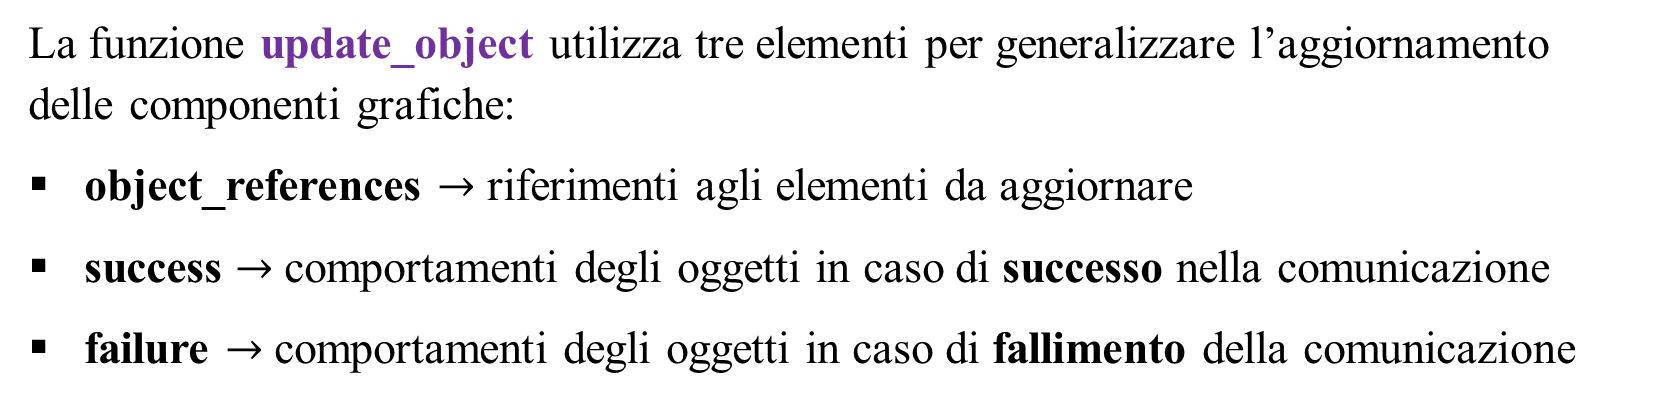 La funzione update_object utilizza tre elementi per generalizzare l’aggiornamento
delle componenti grafiche:
▪ object_references → riferimenti agli elementi da aggiornare
▪ success → comportamenti degli oggetti in caso di successo nella comunicazione
▪ failure → comportamenti degli oggetti in caso di fallimento della comunicazione